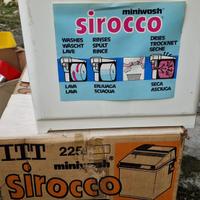 miniwash
sirocco
WASHES RINSES DRIES
WÄSCHT SPÜLT TROCKNET
LAVE RINCE SÈCHE
LAVA ENJUAGA SECA
LAVA SCIAQUA ASCIUGA
ITT 225
miniwash
sirocco